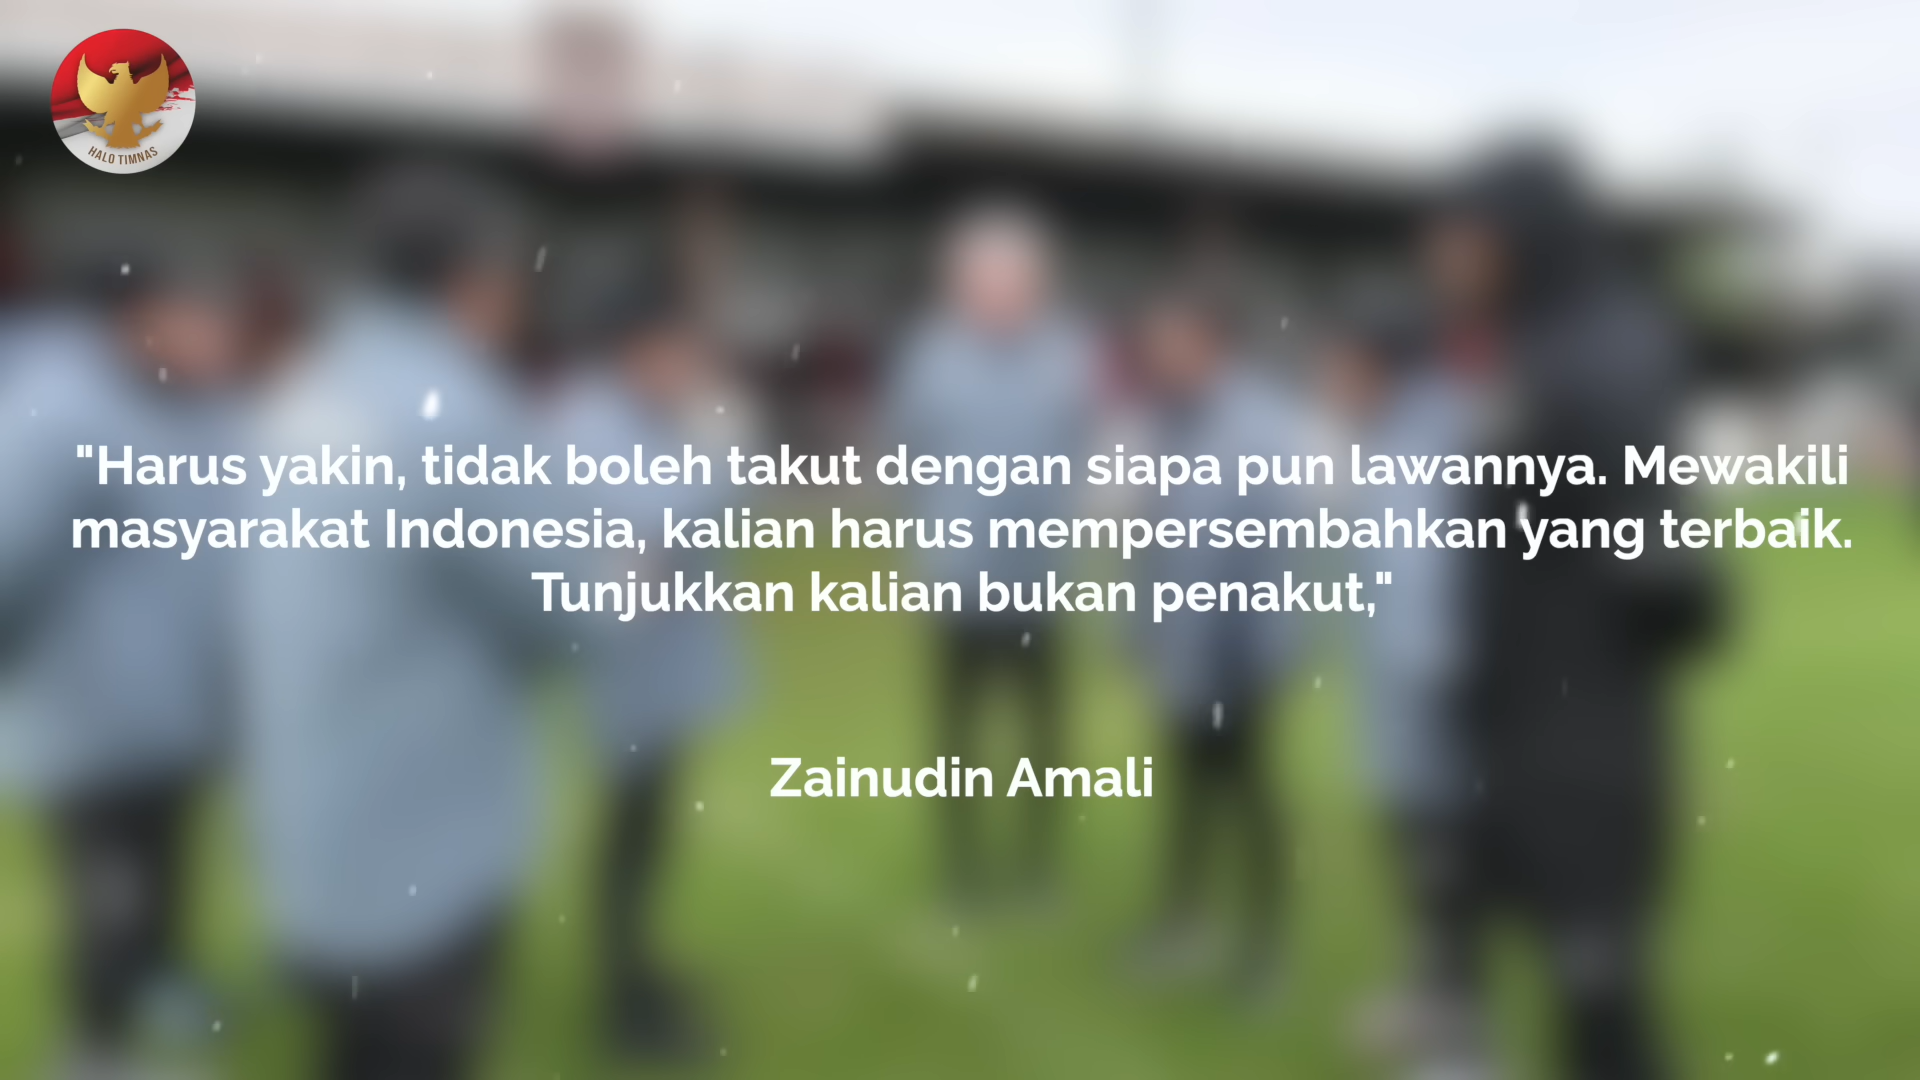 HALO TIMNAS
"Harus yakin, tidak boleh takut dengan siapa pun lawannya. Mewakili
masyarakat Indonesia, kalian harus mempersembahkan yang terbaik.
Tunjukkan kalian bukan penakut,"
Zainudin Amali